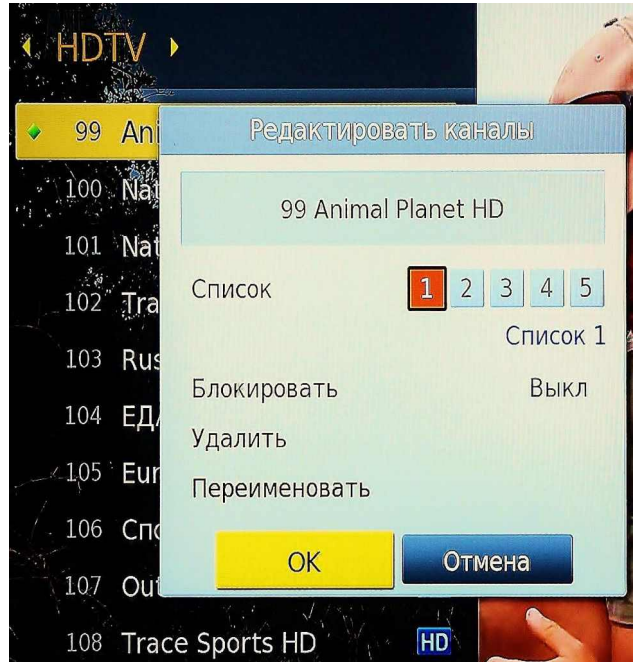 HDTV
99 Ani
Редактировать каналы
100 Nat
99 Animal Planet HD
101 Nat
Список 1 2 3 4 5
102 Tra
Список 1
103 Rus
Блокировать Выкл
104 ЕДА
Удалить
105 Eur
Переименовать
106 Спо
OK Отмена
107 Out
108 Trace Sports HD HD